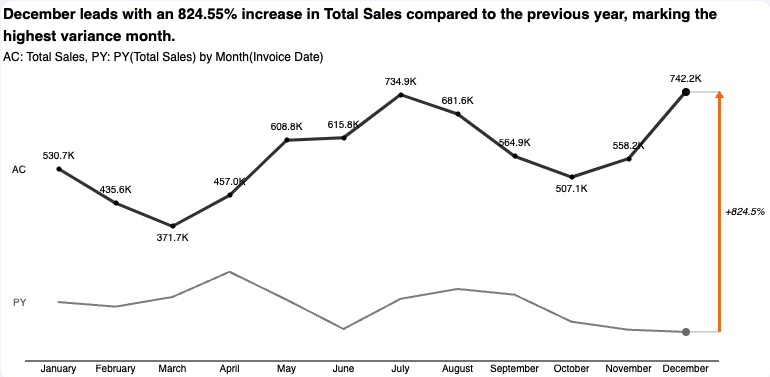 December leads with an 824.55% increase in Total Sales compared to the previous year, marking the
highest variance month.
AC: Total Sales, PY: PY(Total Sales) by Month(Invoice Date)
742.2K
734.9K
681.6K
615.8K
608.8K
564.9K
558.2K
530.7K
AC
457.0K
435.6K
507.1K
+824.5%
371.7K
PY
January February March April May June July August September October November December